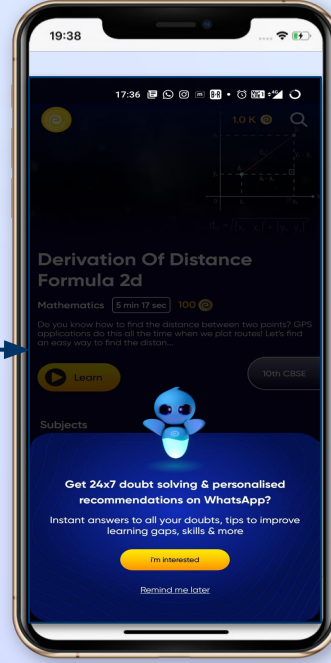 19:38
17:36
1.0 K
Derivation Of Distance
Formula 2d
Mathematics 5 min 17 sec 100
Do you know how to find the distance between two points? GPS
applications do this all the time when we plot routes! Let's find
an easy way to find the distan...
Learn
10th CBSE
Subjects
Get 24x7 doubt solving & personalised
recommendations on WhatsApp?
Instant answers to all your doubts, tips to improve
learning gaps, skills & more
I'm interested
Remind me later